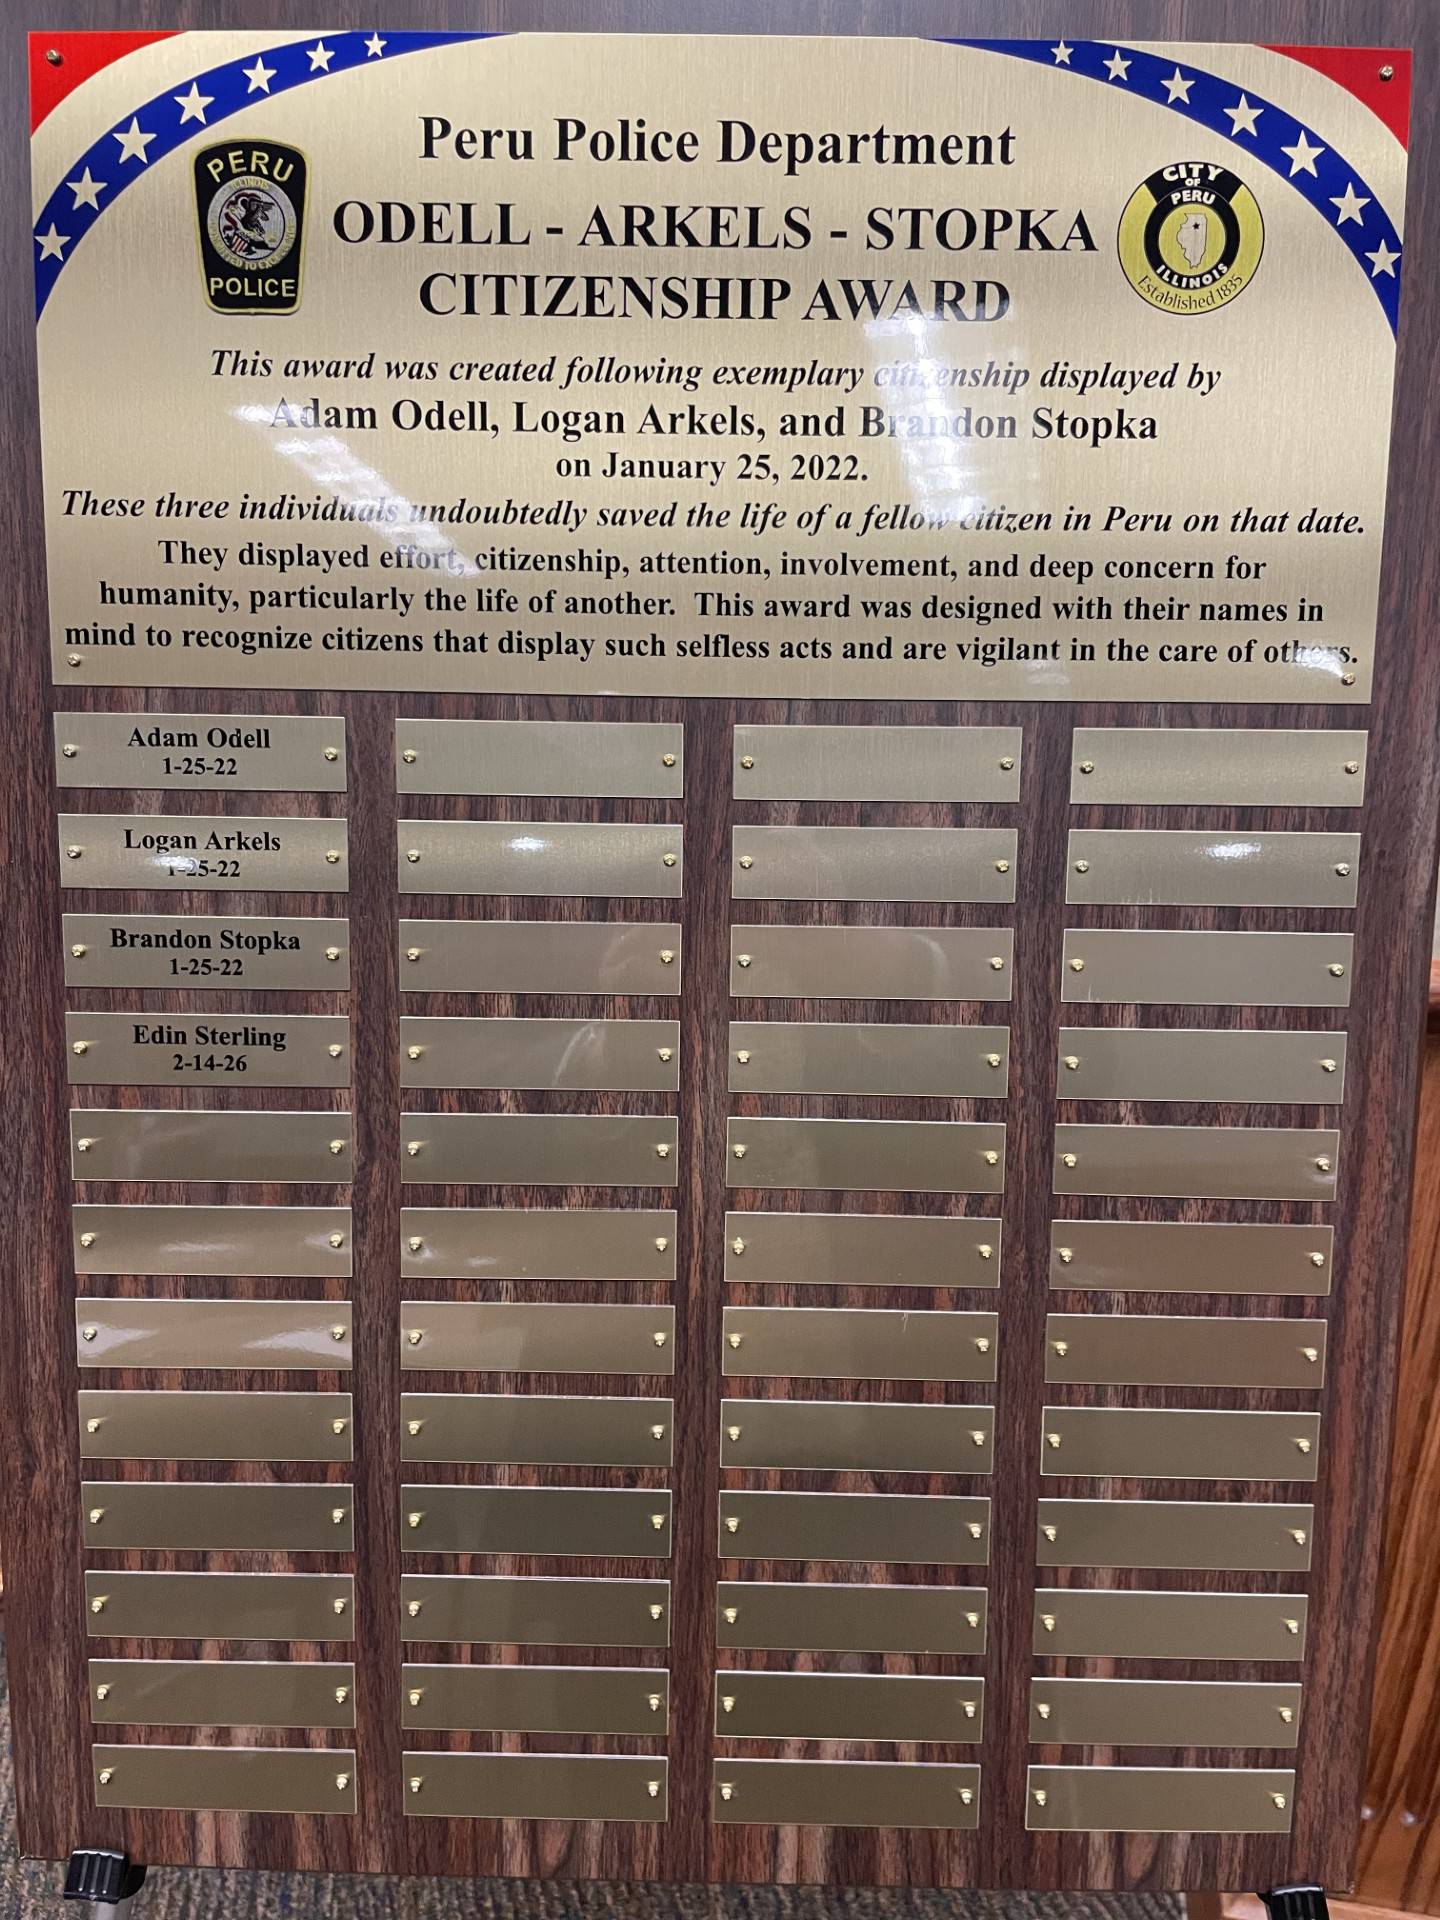 Peru Police Department
ODELL - ARKELS - STOPKA
CITIZENSHIP AWARD
PERU
POLICE
CITY
OF
PERU
ILLINOIS
Established 1835
This award was created following exemplary citizenship displayed by
Adam Odell, Logan Arkels, and Brandon Stopka
on January 25, 2022.
These three individuals undoubtedly saved the life of a fellow citizen in Peru on that date.
They displayed effort, citizenship, attention, involvement, and deep concern for
humanity, particularly the life of another. This award was designed with their names in
mind to recognize citizens that display such selfless acts and are vigilant in the care of others.
Adam Odell
1-25-22
Logan Arkels
1-25-22
Brandon Stopka
1-25-22
Edin Sterling
2-14-26